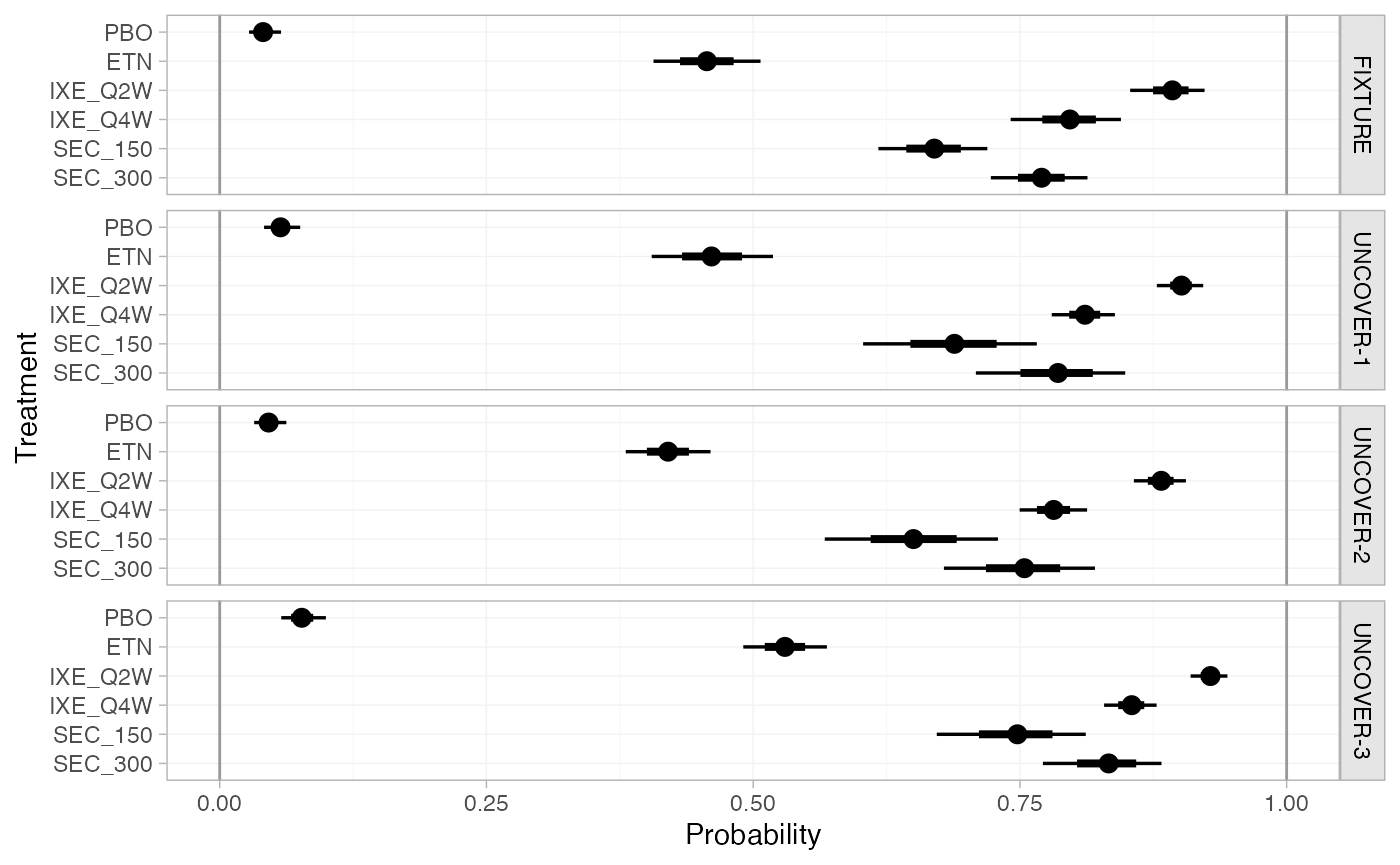 PBO
ETN
IXE_Q2W
IXE_Q4W
SEC_150
SEC_300
FIXTURE
PBO
ETN
IXE_Q2W
IXE_Q4W
SEC_150
SEC_300
UNCOVER-1
PBO
ETN
IXE_Q2W
IXE_Q4W
SEC_150
SEC_300
UNCOVER-2
PBO
ETN
IXE_Q2W
IXE_Q4W
SEC_150
SEC_300
UNCOVER-3
Treatment
0.00 0.25 0.50 0.75 1.00
Probability